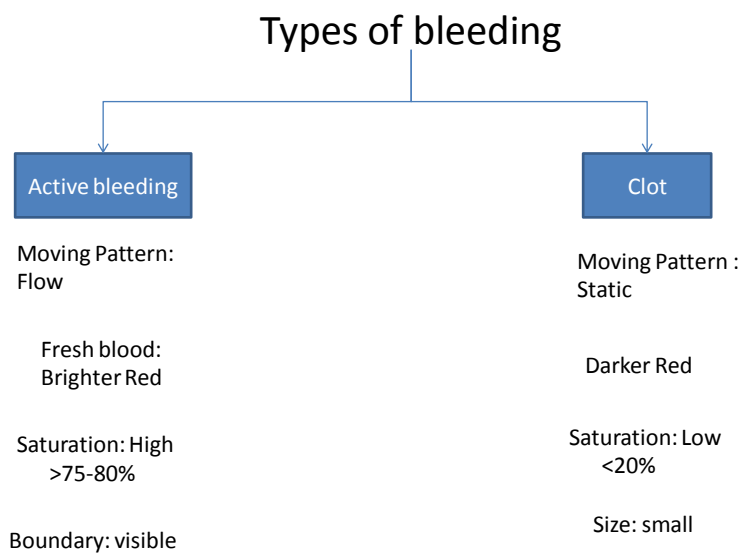 Types of bleeding
Active bleeding
Moving Pattern:
Flow
Fresh blood:
Brighter Red
Saturation: High
>75-80%
Boundary: visible
Clot
Moving Pattern :
Static
Darker Red
Saturation: Low
<20%
Size: small